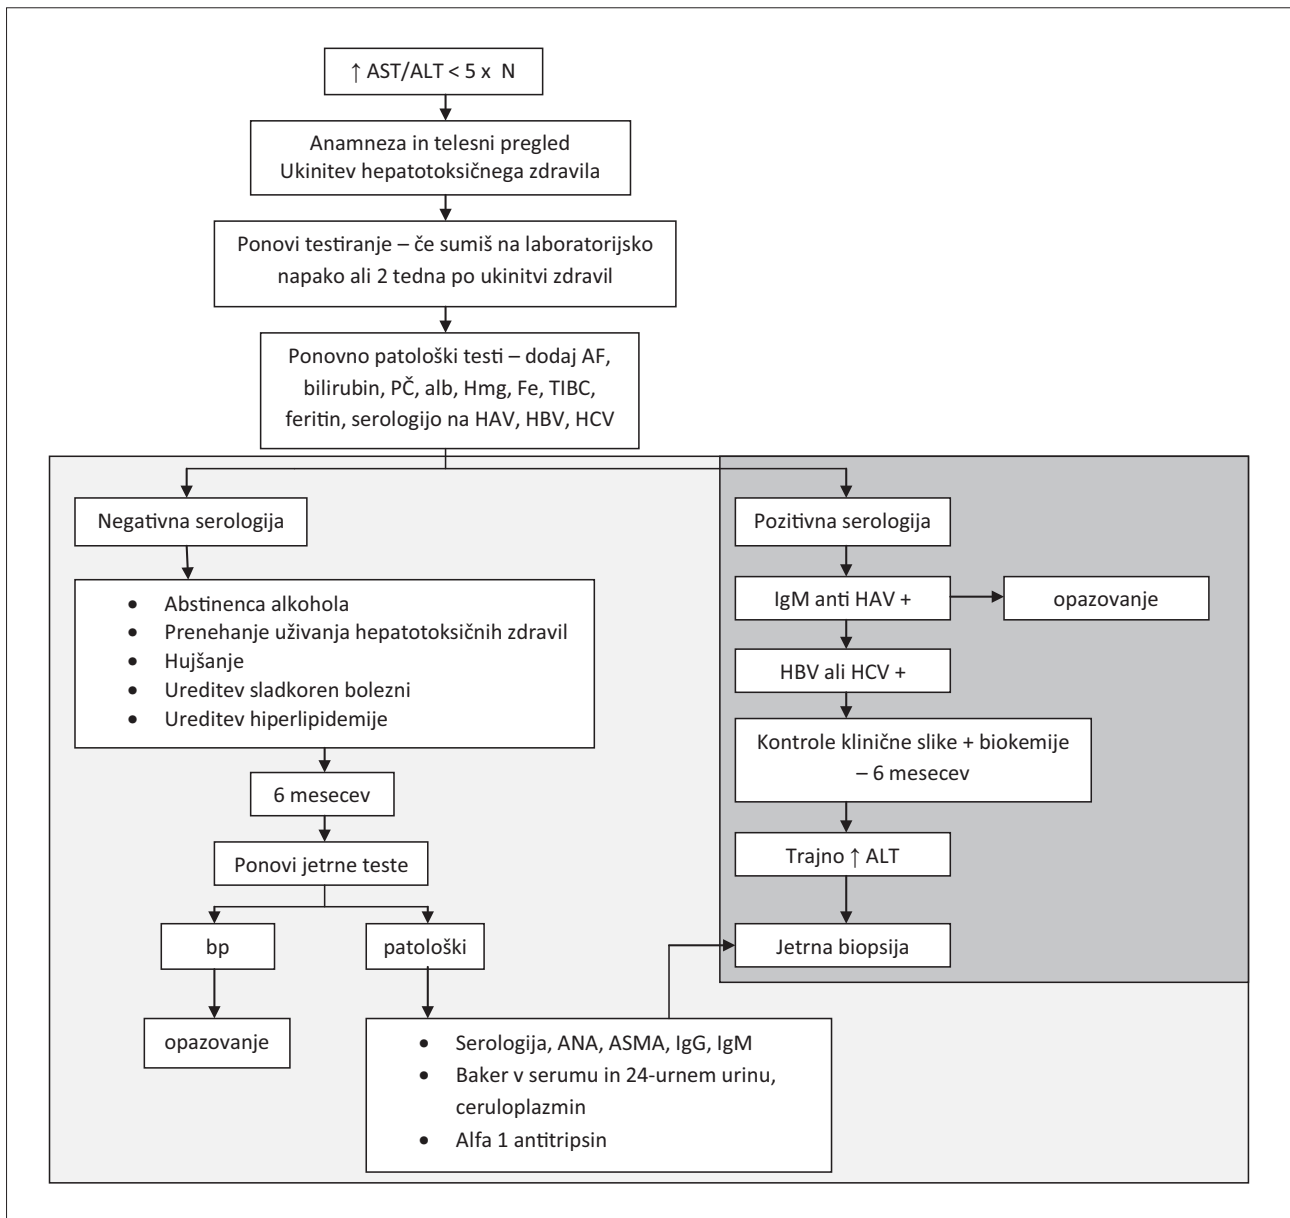 ↑ AST/ALT < 5 x N
Anamneza in telesni pregled
Ukinitev hepatotoksičnega zdravila
Ponovi testiranje – če sumiš na laboratorijsko
napako ali 2 tedna po ukinitvi zdravil
Ponovno patološki testi – dodaj AF,
bilirubin, PČ, alb, Hmg, Fe, TIBC,
feritin, serologijo na HAV, HBV, HCV
Negativna serologija
• Abstinenca alkohola
• Prenehanje uživanja hepatotoksičnih zdravil
• Hujšanje
• Ureditev sladkoren bolezni
• Ureditev hiperlipidemije
6 mesecev
Ponovi jetrne teste
bp
patološki
opazovanje
• Serologija, ANA, ASMA, IgG, IgM
• Baker v serumu in 24-urnem urinu,
ceruloplazmin
• Alfa 1 antitripsin
Pozitivna serologija
IgM anti HAV +
opazovanje
HBV ali HCV +
Kontrole klinične slike + biokemije
– 6 mesecev
Trajno ↑ ALT
Jetrna biopsija